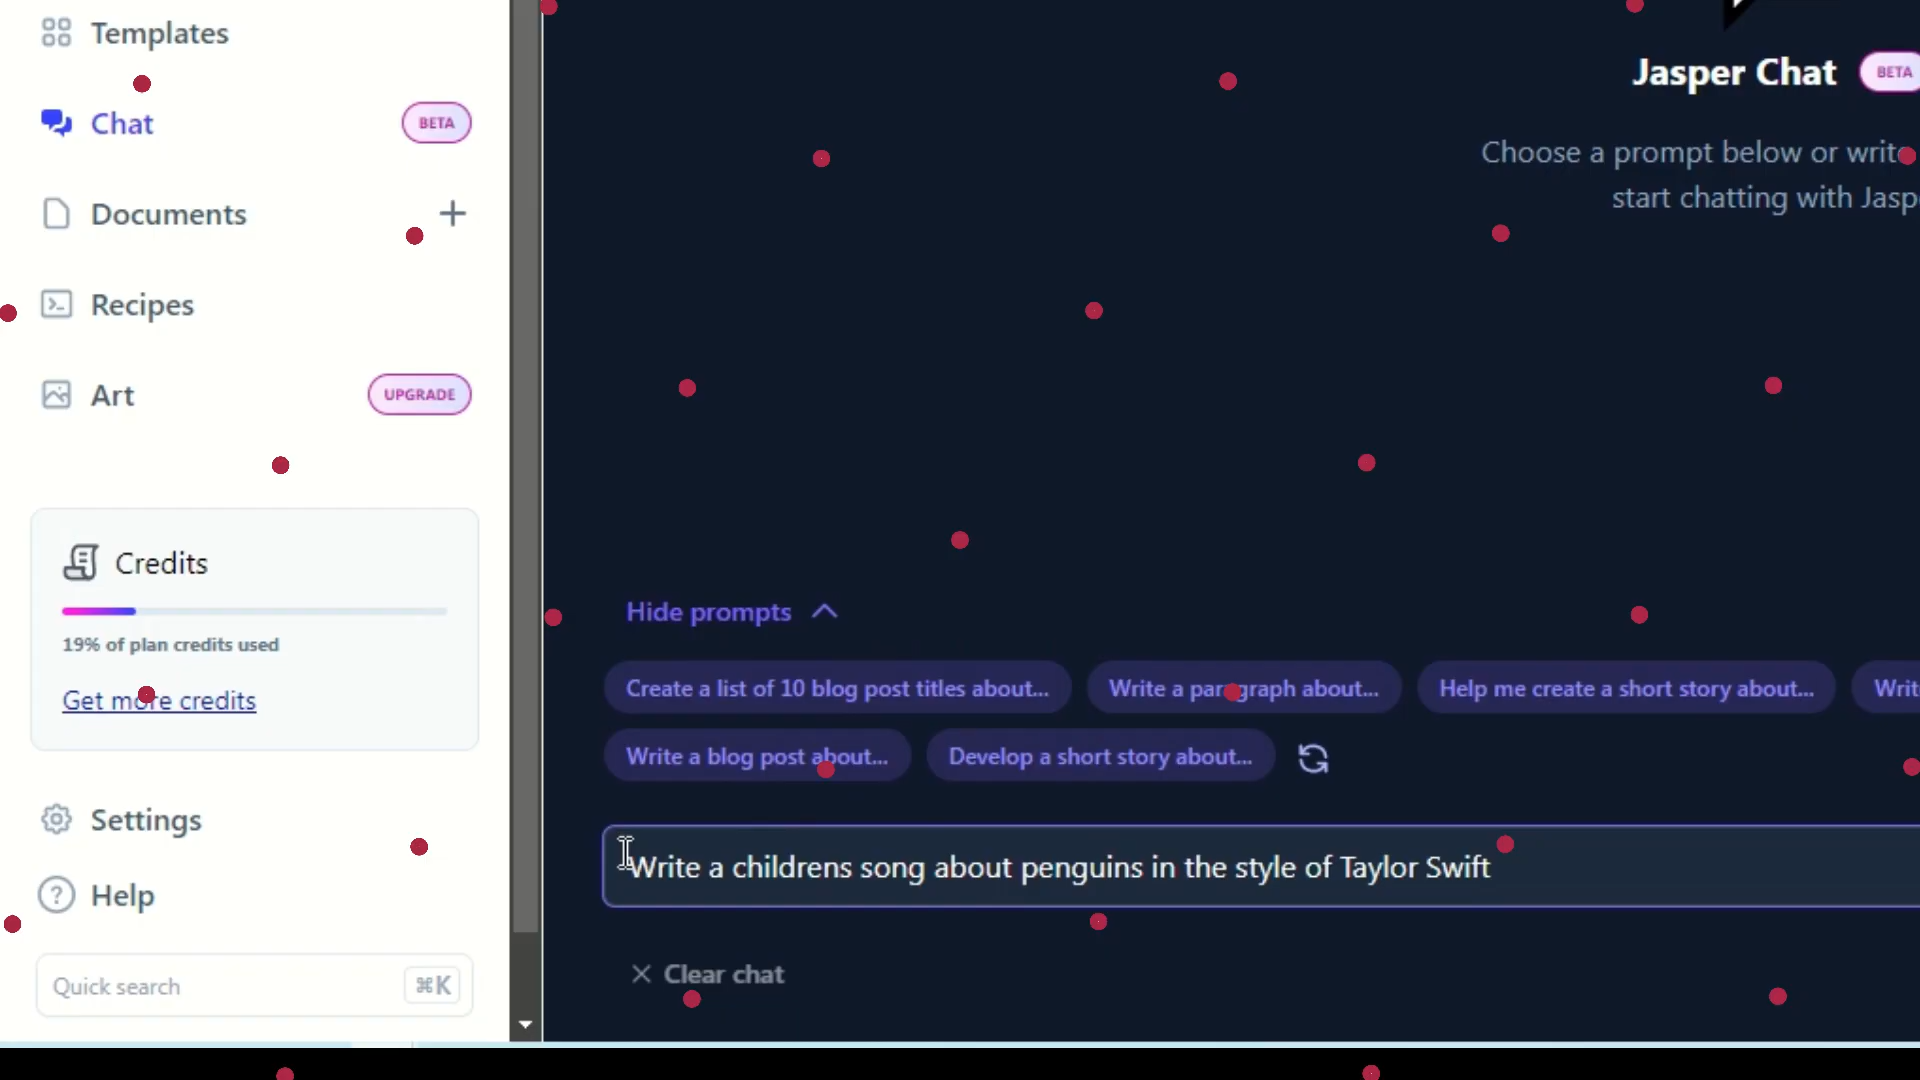 Templates
Chat BETA
Documents
Recipes
Art UPGRADE
Credits
19% of plan credits used
Get more credits
Settings
Help
Quick search ⌘K
Jasper Chat BETA
Choose a prompt below or write
start chatting with Jasp
Hide prompts
Create a list of 10 blog post titles about... Write a paragraph about... Help me create a short story about... Writ
Write a blog post about... Develop a short story about...
Write a childrens song about penguins in the style of Taylor Swift
Clear chat